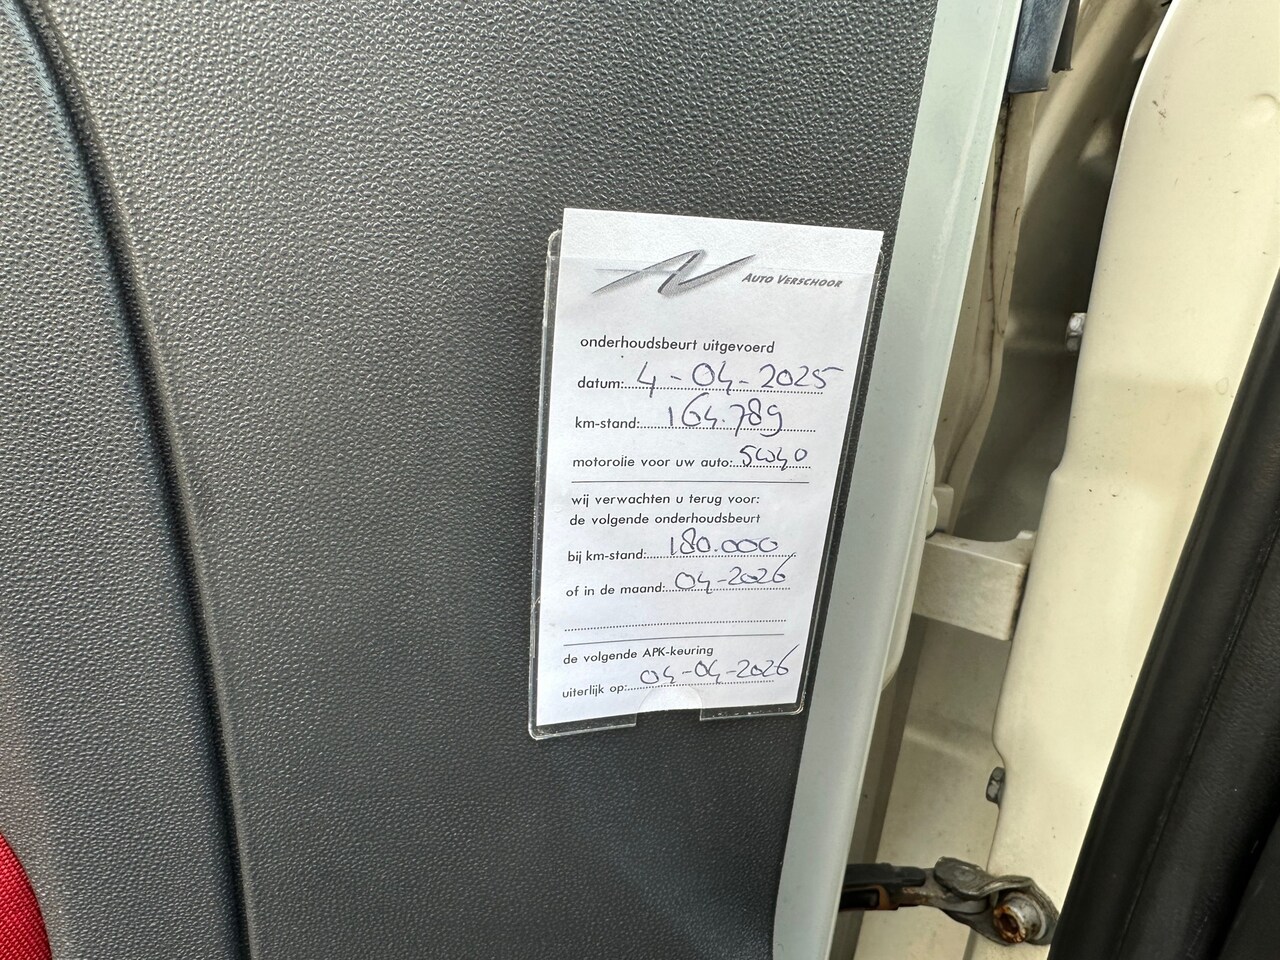 AUTO VERSCHOOR
onderhoudsbeurt uitgevoerd
datum: 4-04-2025
km-stand: 164.789
motorolie voor uw auto: 5W40
wij verwachten u terug voor:
de volgende onderhoudsbeurt
bij km-stand: 180.000
of in de maand: 04-2026
de volgende APK-keuring
uiterlijk op: 04-04-2026